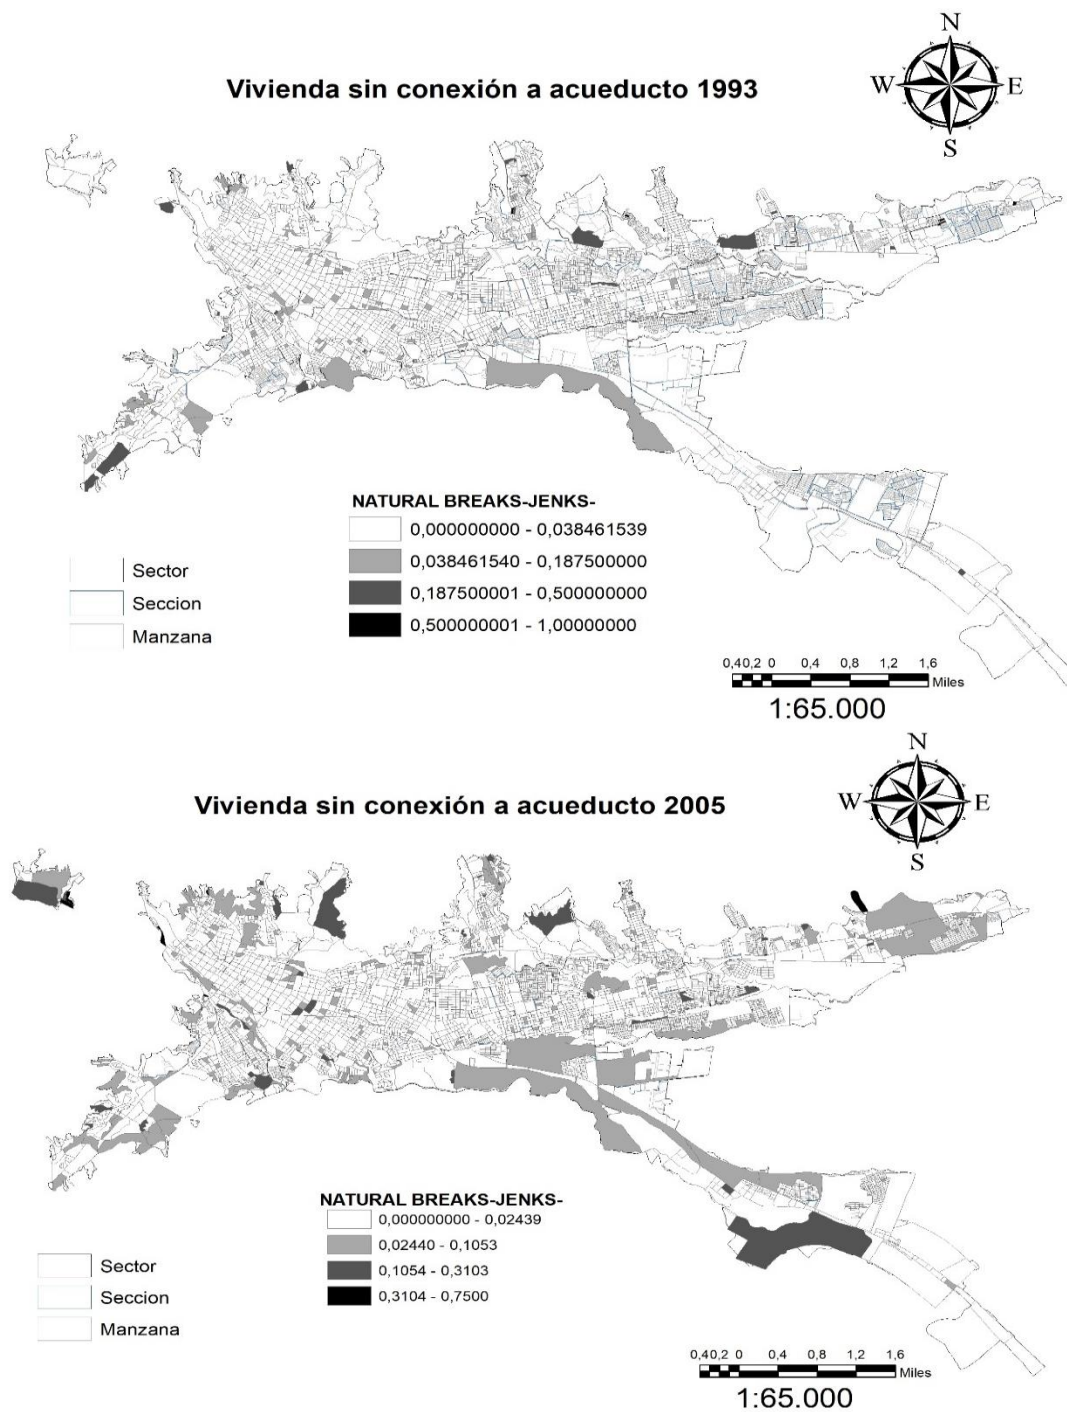 N
Vivienda sin conexión a acueducto 1993
W E
S
NATURAL BREAKS-JENKS-
0,000000000 - 0,038461539
0,038461540 - 0,187500000
Sector
0,187500001 - 0,500000000
Seccion
0,500000001 - 1,00000000
Manzana
0,40,2 0 0,4 0,8 1,2 1,6
Miles
1:65.000
N
Vivienda sin conexión a acueducto 2005
W E
S
NATURAL BREAKS-JENKS-
0,000000000 - 0,02439
0,02440 - 0,1053
Sector
0,1054 - 0,3103
Seccion
0,3104 - 0,7500
Manzana
0,40,2 0 0,4 0,8 1,2 1,6
Miles
1:65.000